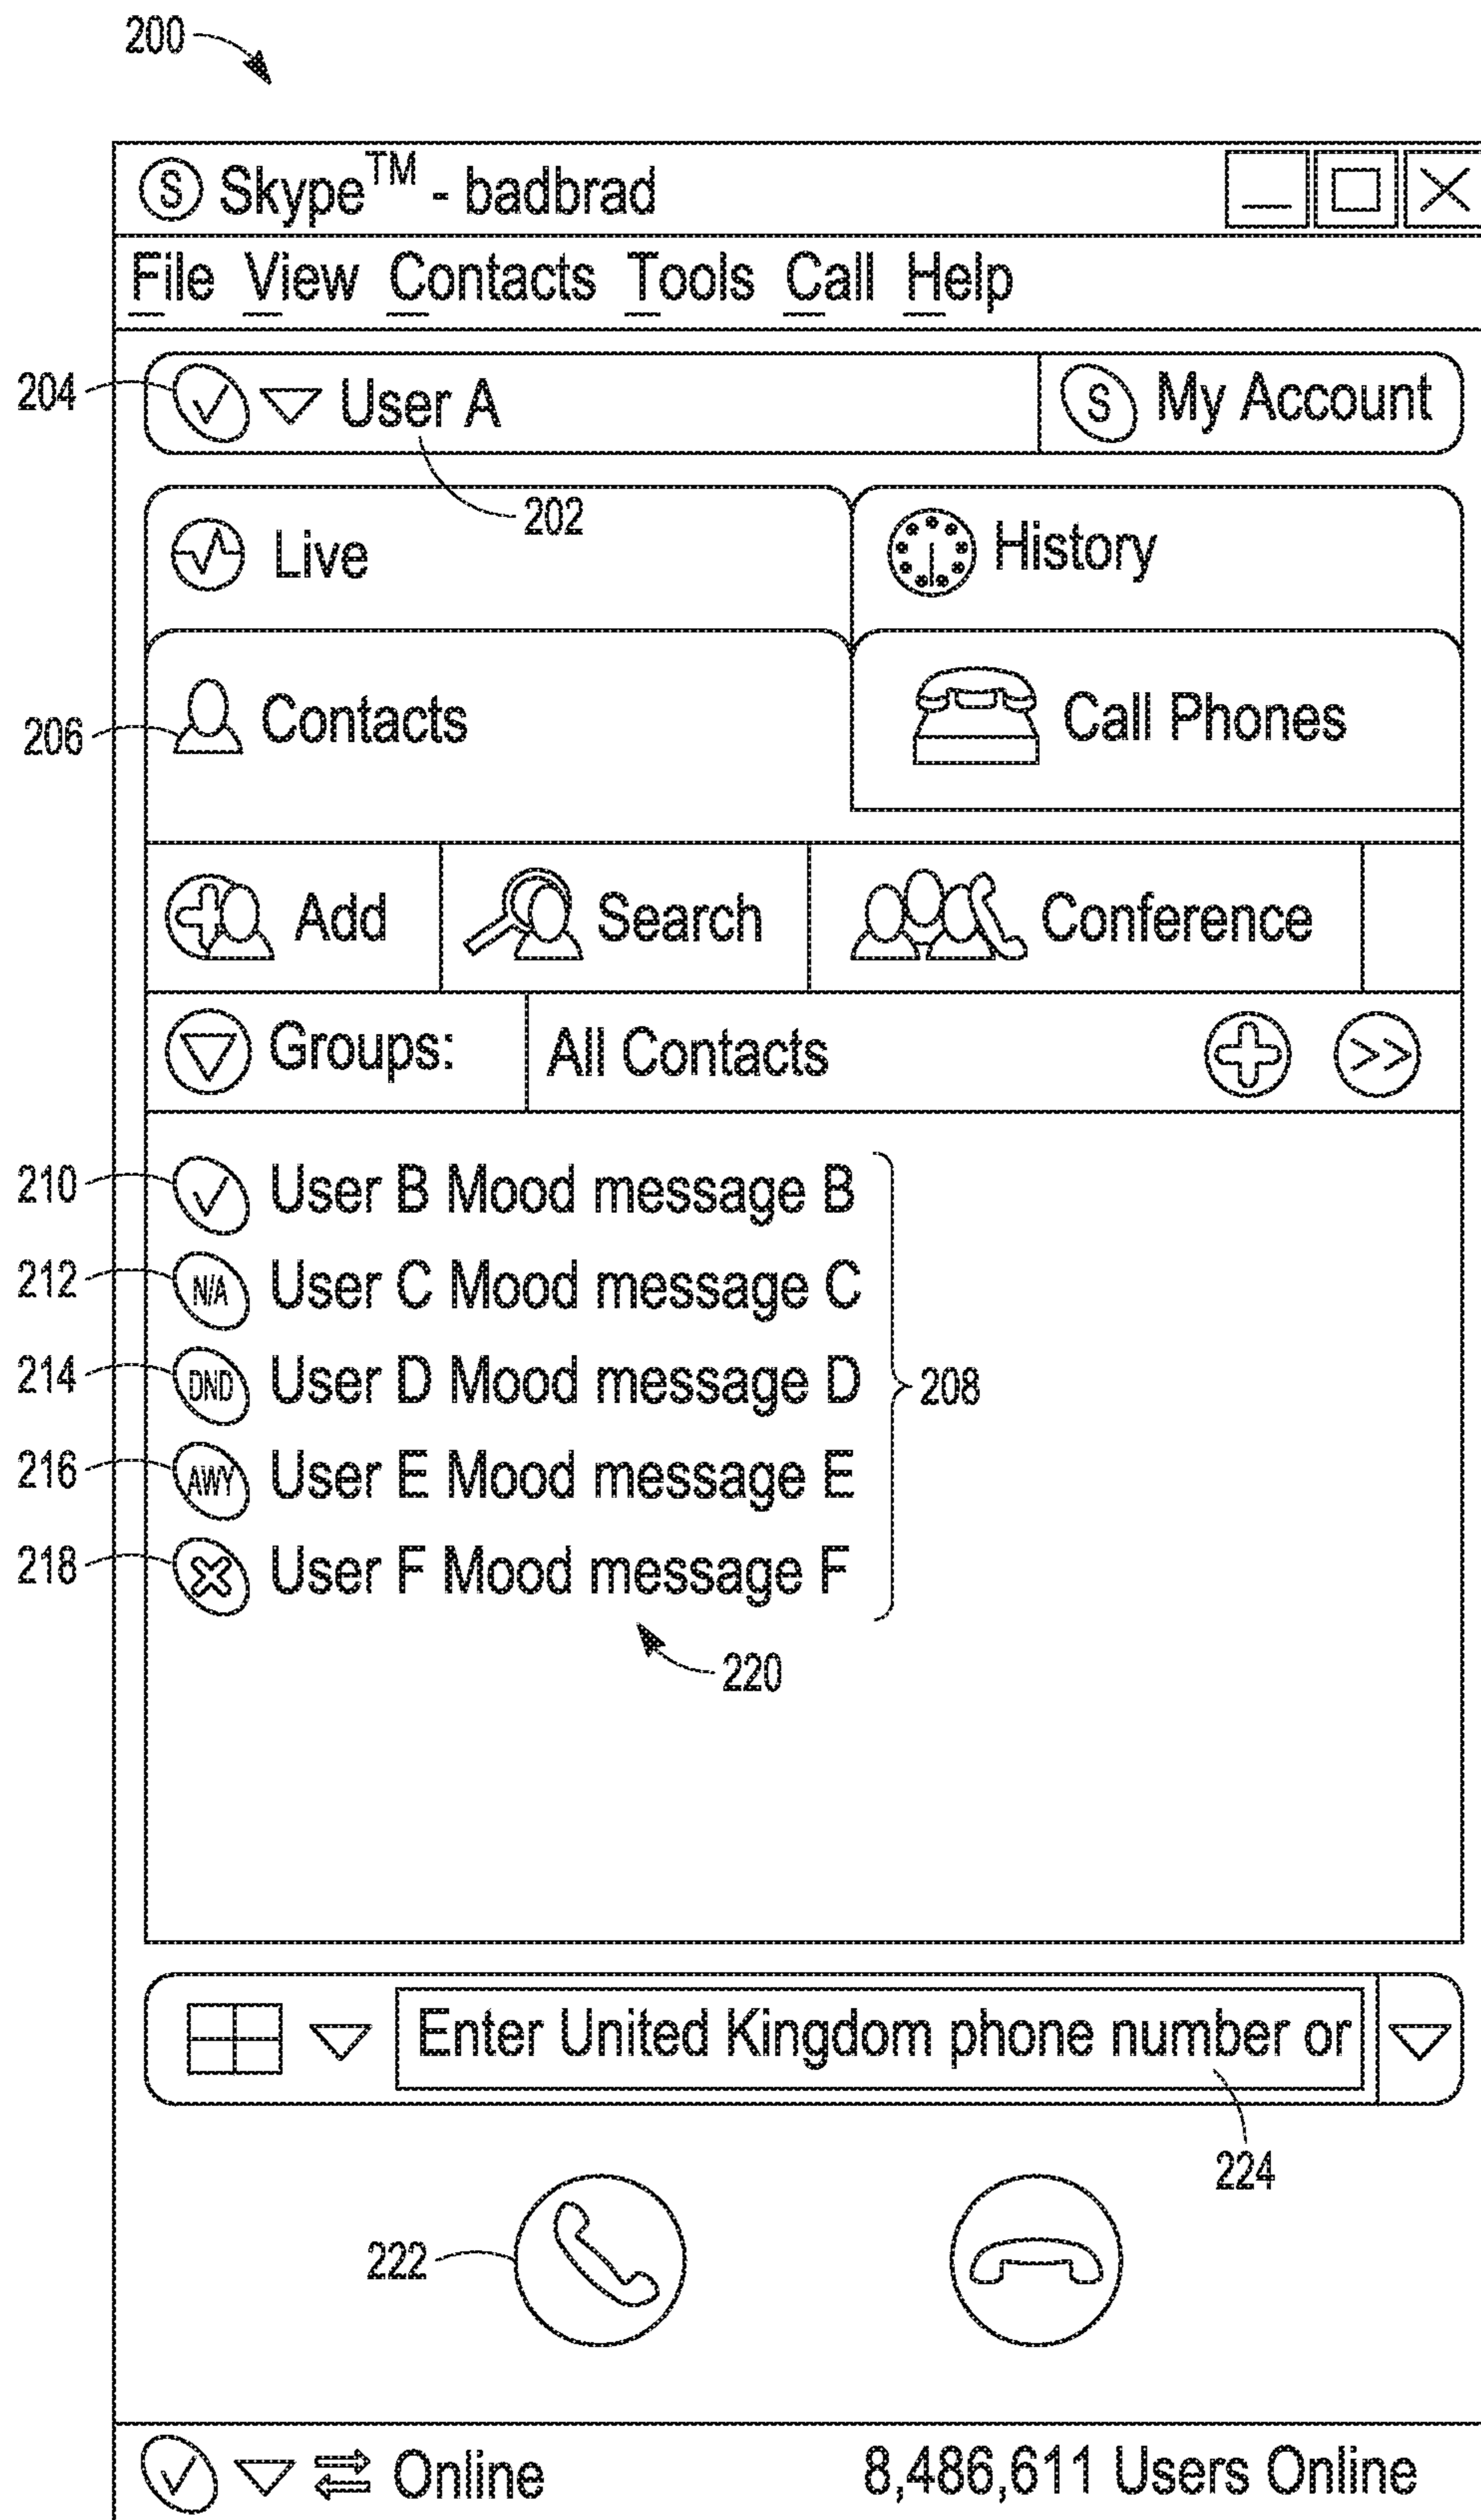 200
S Skype™ - badbrad
File View Contacts Tools Call Help
204 User A S My Account
202
Live History
206 Contacts Call Phones
Add Search Conference
Groups: All Contacts >>
210 User B Mood message B
212 N/A User C Mood message C
214 DND User D Mood message D 208
216 AWY User E Mood message E
218 User F Mood message F
220
Enter United Kingdom phone number or
224
222
Online 8,486,611 Users Online